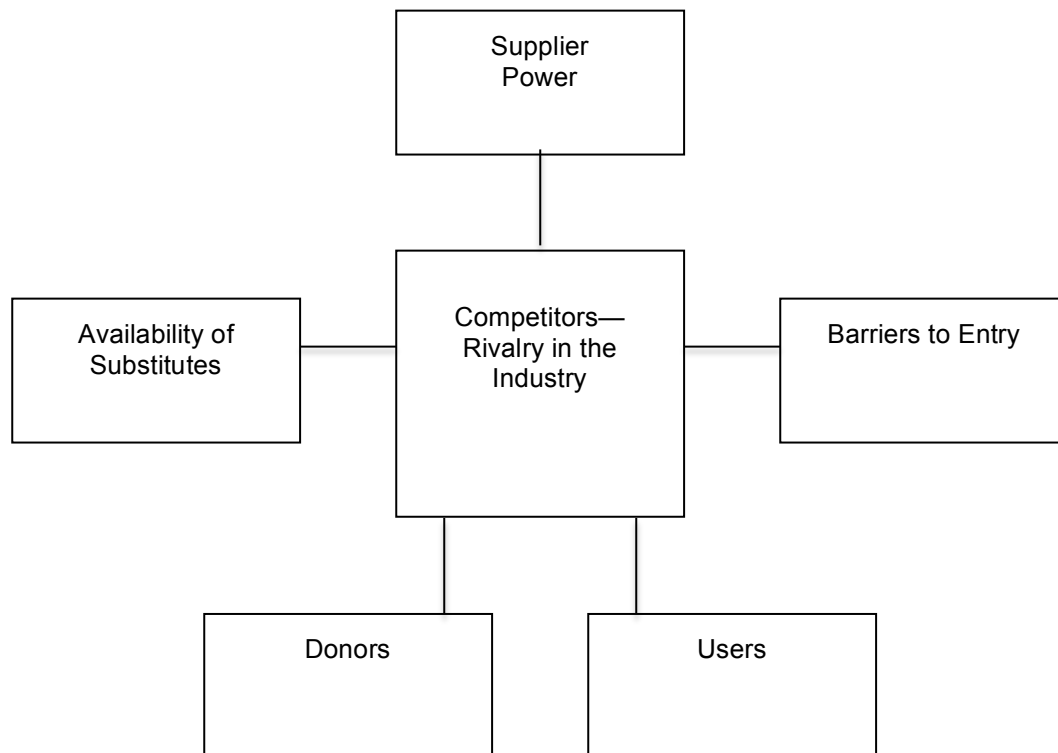 Supplier
Power
Availability of
Substitutes
Competitors—
Rivalry in the
Industry
Barriers to Entry
Donors
Users